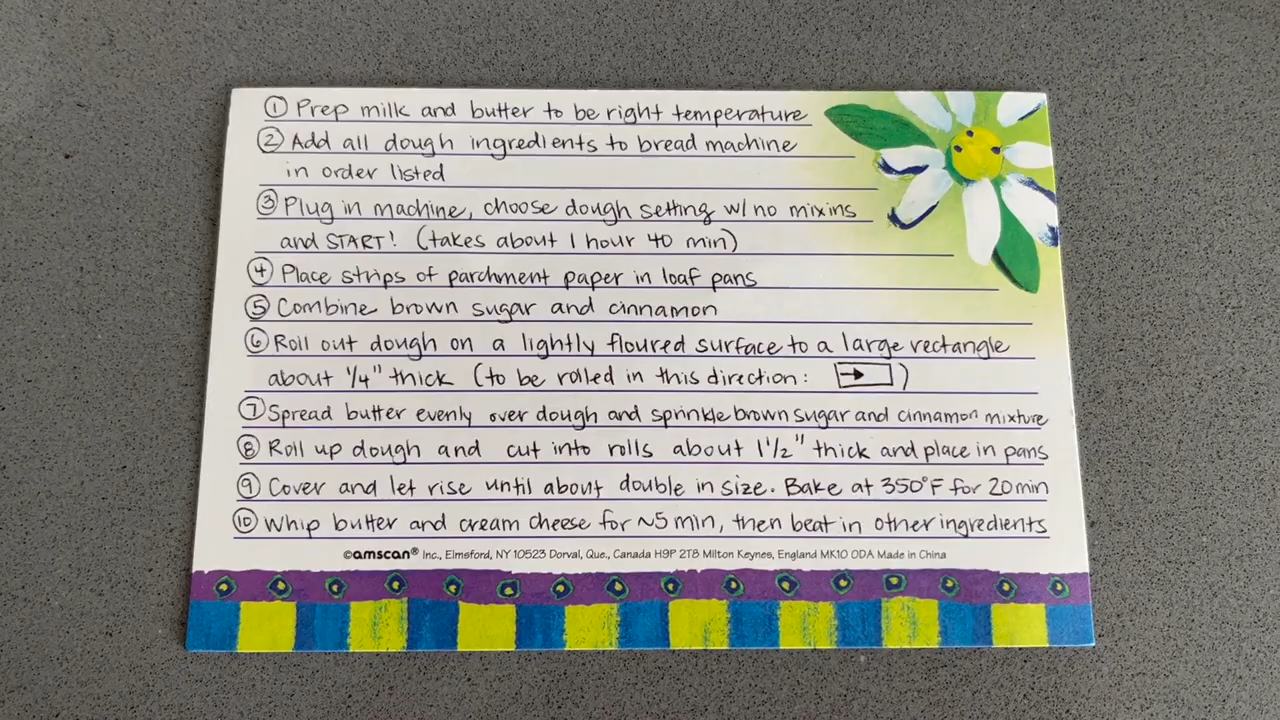 ① Prep milk and butter to be right temperature
② Add all dough ingredients to bread machine
in order listed
③ Plug in machine, choose dough setting w/ no mixins
and START! (takes about 1 hour 40 min)
④ Place strips of parchment paper in loaf pans
⑤ Combine brown sugar and cinnamon
⑥ Roll out dough on a lightly floured surface to a large rectangle
about 1/4" thick (to be rolled in this direction: → )
⑦ Spread butter evenly over dough and sprinkle brown sugar and cinnamon mixture
⑧ Roll up dough and cut into rolls about 1 1/2" thick and place in pans
⑨ Cover and let rise until about double in size. Bake at 350°F for 20 min
⑩ Whip butter and cream cheese for ~5 min, then beat in other ingredients
©amscan® Inc., Elmsford, NY 10523 Dorval, Que., Canada H9P 2T8 Milton Keynes, England MK10 0DA Made in China